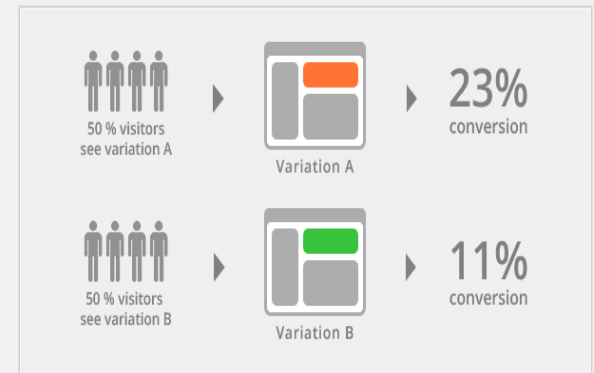 50 % visitors
see variation A
Variation A
23%
conversion
50 % visitors
see variation B
Variation B
11%
conversion